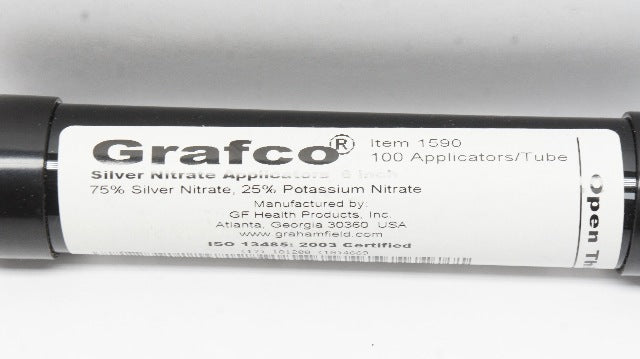 Grafco®
Item 1590
100 Applicators/Tube
Silver Nitrate Applicators 6 inch
75% Silver Nitrate, 25% Potassium Nitrate
Manufactured by:
GF Health Products, Inc.
Atlanta, Georgia 30360 USA
www.grahamfield.com
ISO 13485: 2003 Certified
Open Th